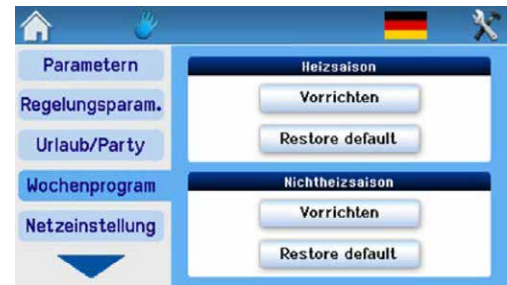 Parametern
Regelungsparam.
Urlaub/Party
Wochenprogram
Netzeinstellung
Heizsaison
Vorrichten
Restore default
Nichtheizsaison
Vorrichten
Restore default